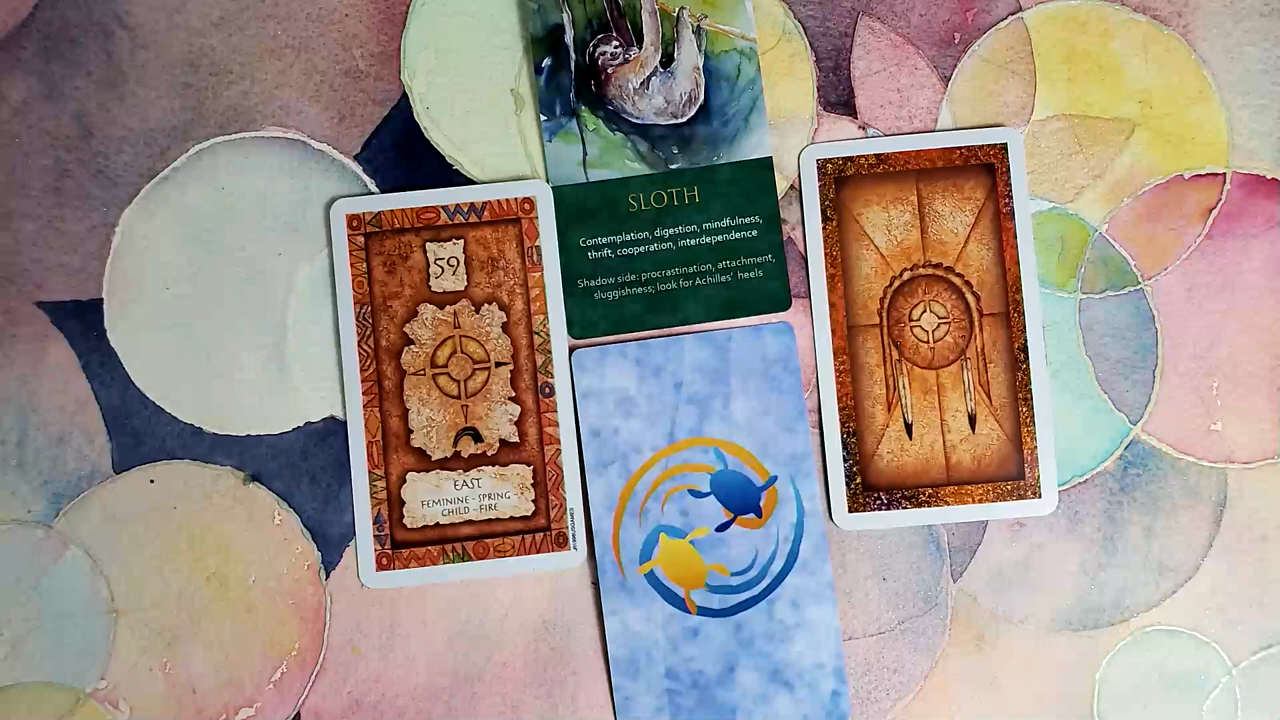 SLOTH
Contemplation, digestion, mindfulness,
thrift, cooperation, interdependence
Shadow side: procrastination, attachment,
sluggishness; look for Achilles' heels
59
EAST
FEMININE - SPRING -
CHILD - FIRE